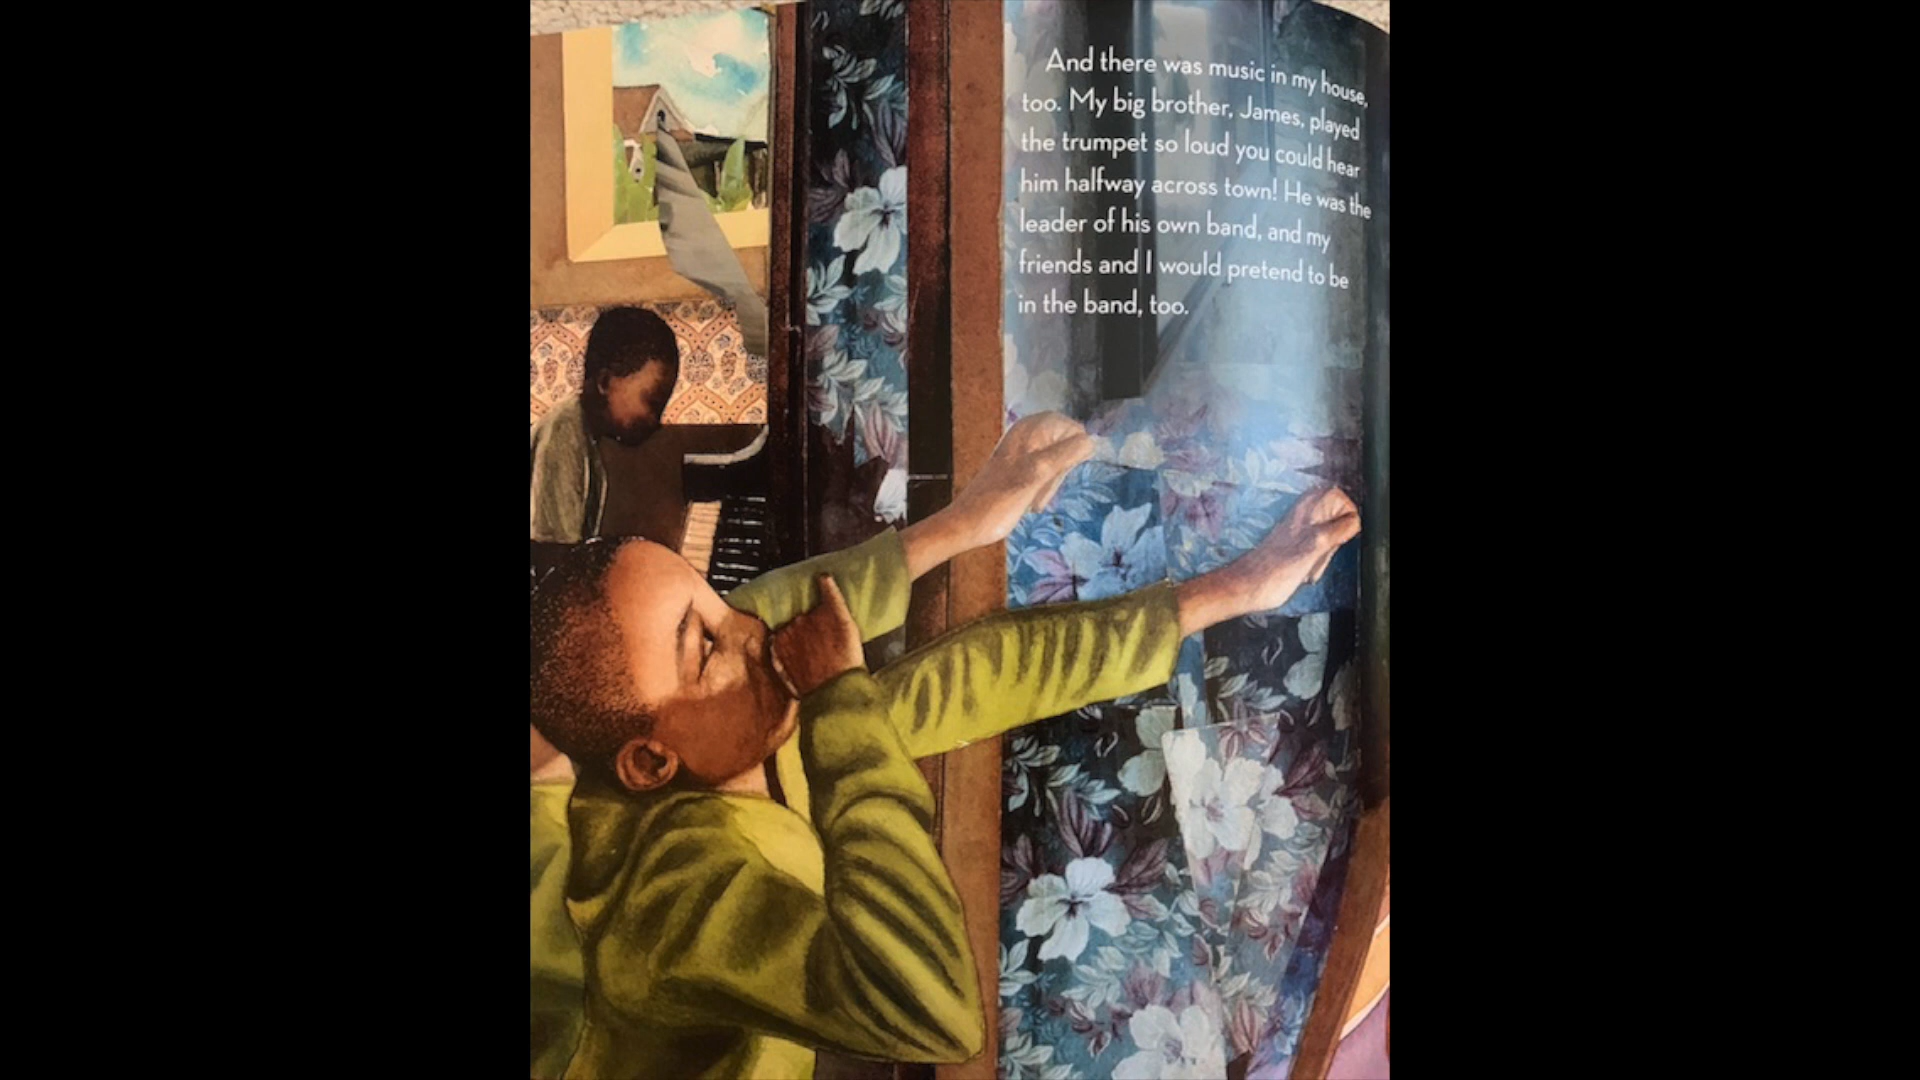 And there was music in my house,
too. My big brother, James, played
the trumpet so loud you could hear
him halfway across town! He was the
leader of his own band, and my
friends and I would pretend to be
in the band, too.